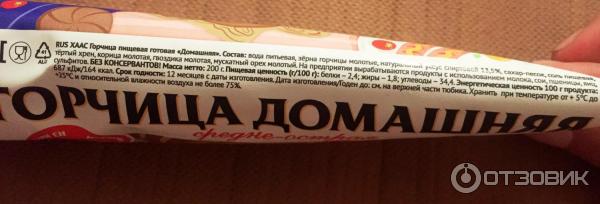 RUS ХААС Горчица пищевая готовая «Домашняя». Состав: вода питьевая, зёрна горчицы молотые, натуральный уксус спиртовой 13,5%, сахар-песок, соль пищевая,
тёртый хрен, корица молотая, гвоздика молотая, мускатный орех молотый. На предприятии вырабатываются продукты с использованием молока, сои, пшеницы, яиц,
сульфитов. БЕЗ КОНСЕРВАНТОВ! Масса нетто: 200 г. Пищевая ценность (г/100 г): белки – 2,4; жиры – 1,8; углеводы – 34,4. Энергетическая ценность 100 г продукта:
687 кДж/164 ккал. Срок годности: 12 месяцев с даты изготовления. Дата изготовления/Годен до: см. на верхней части тюбика. Хранить при температуре от + 5°С до
+25°С и относительной влажности воздуха не более 75%.
41
ALU
ГОРЧИЦА ДОМАШНЯЯ
средне-острая
ОТЗОВИК